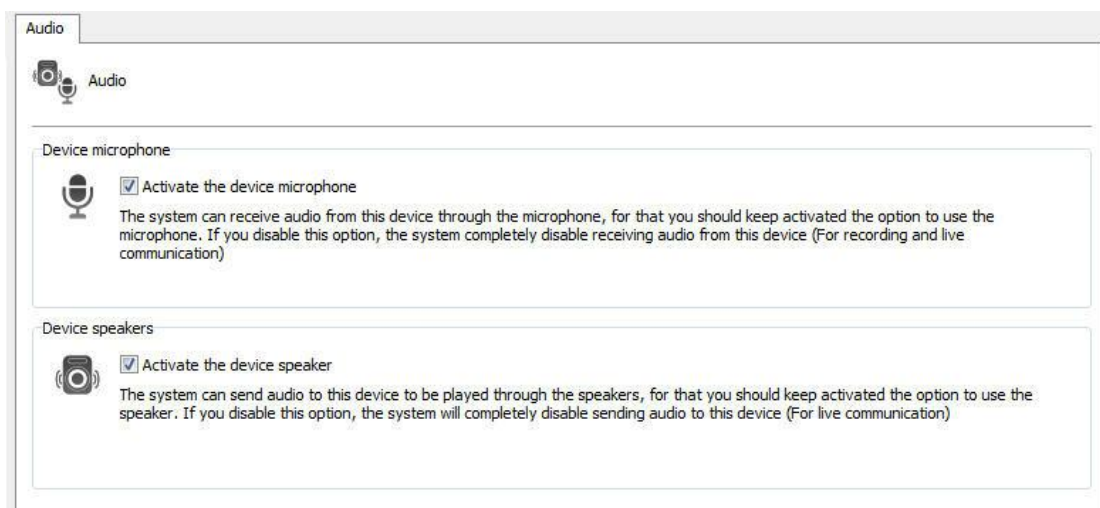 Audio
Audio
Device microphone
Activate the device microphone
The system can receive audio from this device through the microphone, for that you should keep activated the option to use the
microphone. If you disable this option, the system completely disable receiving audio from this device (For recording and live
communication)
Device speakers
Activate the device speaker
The system can send audio to this device to be played through the speakers, for that you should keep activated the option to use the
speaker. If you disable this option, the system will completely disable sending audio to this device (For live communication)